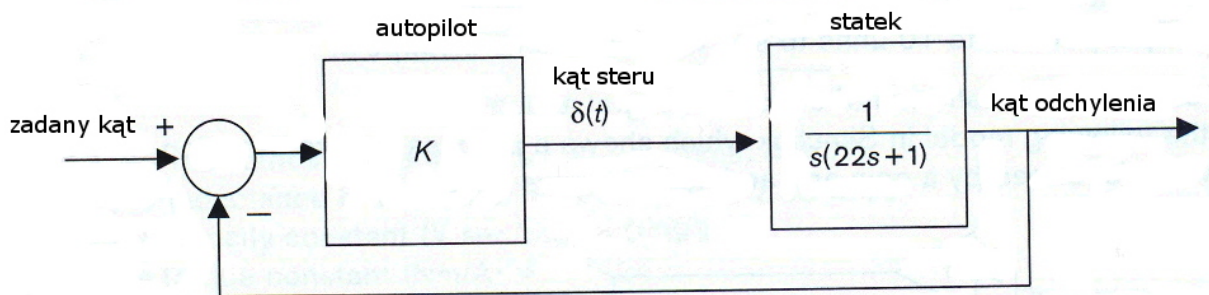 autopilot
statek
kąt steru
δ(t)
kąt odchylenia
zadany kąt
+
K
1
s(22s+1)
−